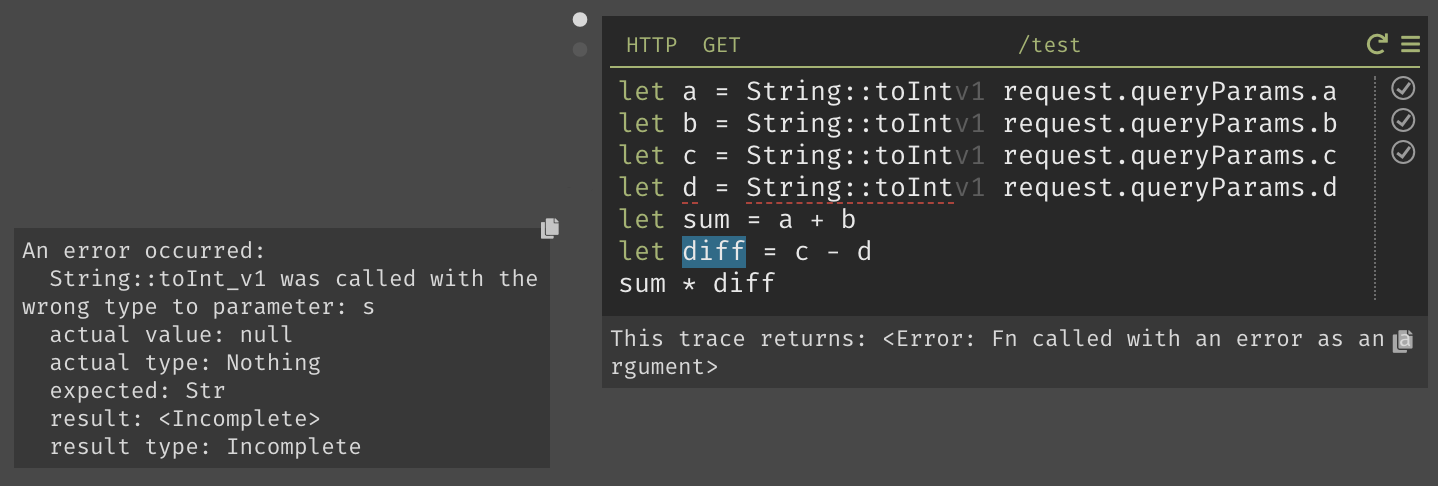 HTTP GET /test
let a = String::toIntv1 request.queryParams.a
let b = String::toIntv1 request.queryParams.b
let c = String::toIntv1 request.queryParams.c
let d = String::toIntv1 request.queryParams.d
let sum = a + b
let diff = c - d
sum * diff
This trace returns: <Error: Fn called with an error as an a
rgument>
An error occurred:
String::toInt_v1 was called with the
wrong type to parameter: s
actual value: null
actual type: Nothing
expected: Str
result: <Incomplete>
result type: Incomplete